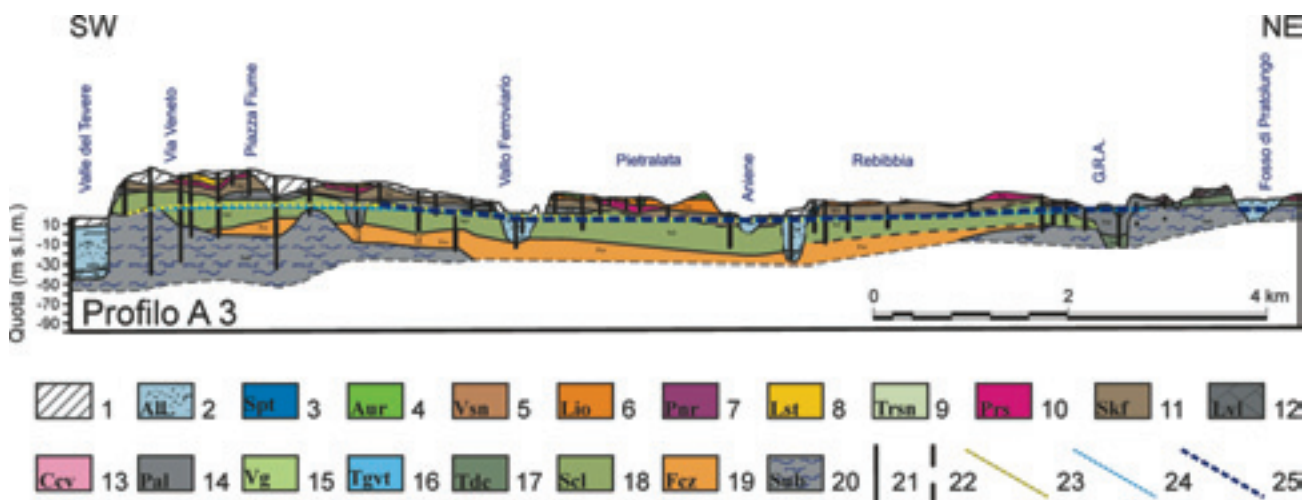 SW NE
Valle del Tevere
Via Veneto
Piazza Fiume
Vallo Ferroviario
Pietralata
Aniene
Rebibbia
G.R.A.
Fosso di Pratolungo
Quota (m s.l.m.)
10
-10
-30
-50
-70
-90
Profilo A 3
0 2 4 km
1 All. 2 Spt 3 Aur 4 Vsn 5 Lio 6 Pnr 7 Lst 8 Trsn 9 Prs 10 Skf 11 Lvl 12
Ccv 13 Pal 14 Vg 15 Tgvt 16 Tdc 17 Scl 18 Fcz 19 Sub 20 21 22 23 24 25